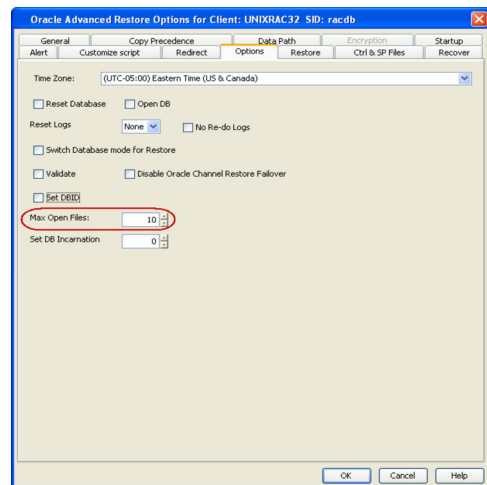 Oracle Advanced Restore Options for Client: UNIXRAC32 SID: racdb
General Copy Precedence Data Path Encryption Startup
Alert Customize script Redirect Options Restore Ctrl & SP Files Recover
Time Zone: (UTC-05:00) Eastern Time (US & Canada)
Reset Database Open DB
Reset Logs None No Re-do Logs
Switch Database mode for Restore
Validate Disable Oracle Channel Restore Failover
Set DBID
Max Open Files: 10
Set DB Incarnation 0
OK Cancel Help